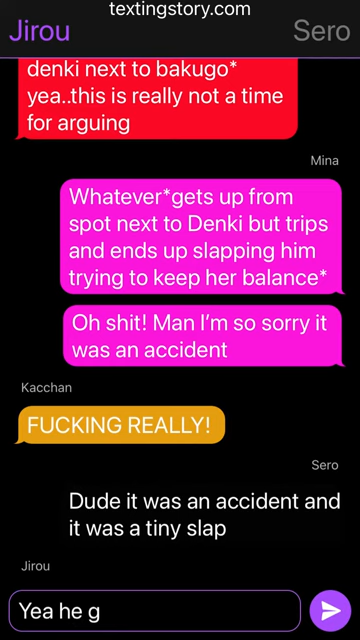 textingstory.com
Jirou
Sero
denki next to bakugo*
yea..this is really not a time
for arguing
Mina
Whatever*gets up from
spot next to Denki but trips
and ends up slapping him
trying to keep her balance*
Oh shit! Man I'm so sorry it
was an accident
Kacchan
FUCKING REALLY!
Sero
Dude it was an accident and
it was a tiny slap
Jirou
Yea he g